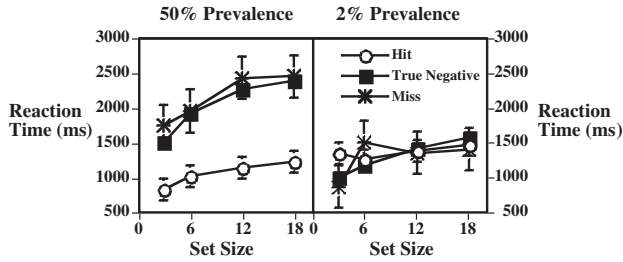 50% Prevalence 2% Prevalence
3000 3000
2500 2500
2000 2000
1500 1500
1000 1000
500 500
Hit
True Negative
Miss
Reaction
Time (ms)
Reaction
Time (ms)
0 6 12 18 0 6 12 18
Set Size Set Size